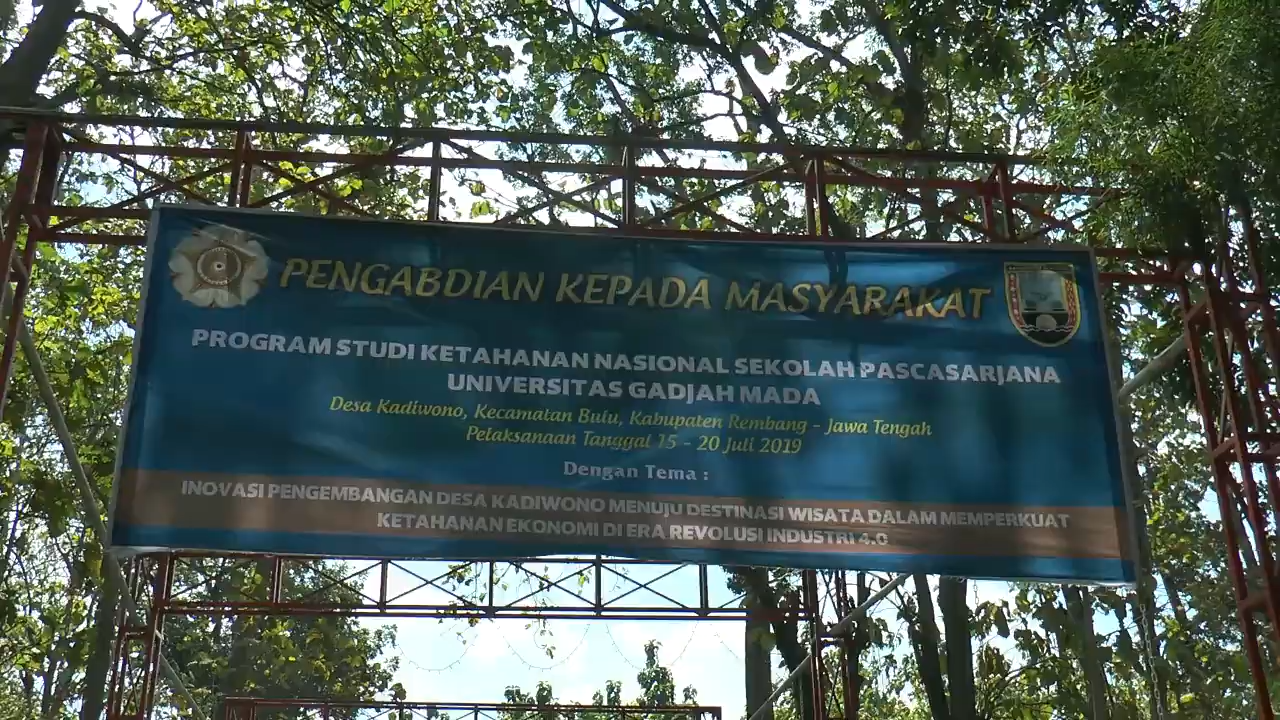 PENGABDIAN KEPADA MASYARAKAT
PROGRAM STUDI KETAHANAN NASIONAL SEKOLAH PASCASARJANA
UNIVERSITAS GADJAH MADA
Desa Kadiwono, Kecamatan Bulu, Kabupaten Rembang - Jawa Tengah
Pelaksanaan Tanggal 15 - 20 Juli 2019
Dengan Tema :
INOVASI PENGEMBANGAN DESA KADIWONO MENUJU DESTINASI WISATA DALAM MEMPERKUAT
KETAHANAN EKONOMI DI ERA REVOLUSI INDUSTRI 4.0